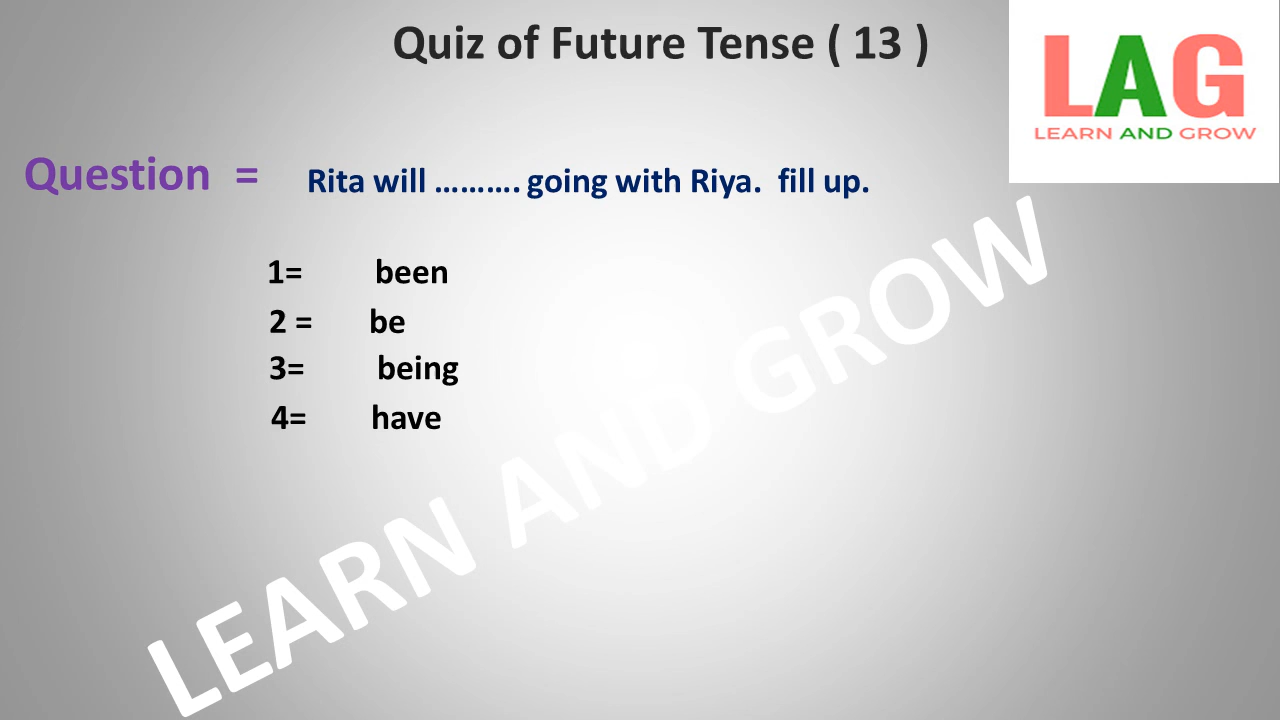 Quiz of Future Tense ( 13 )
LAG
LEARN AND GROW
Question = Rita will ………. going with Riya. fill up.
1= been
2 = be
3= being
4= have
LEARN AND GROW